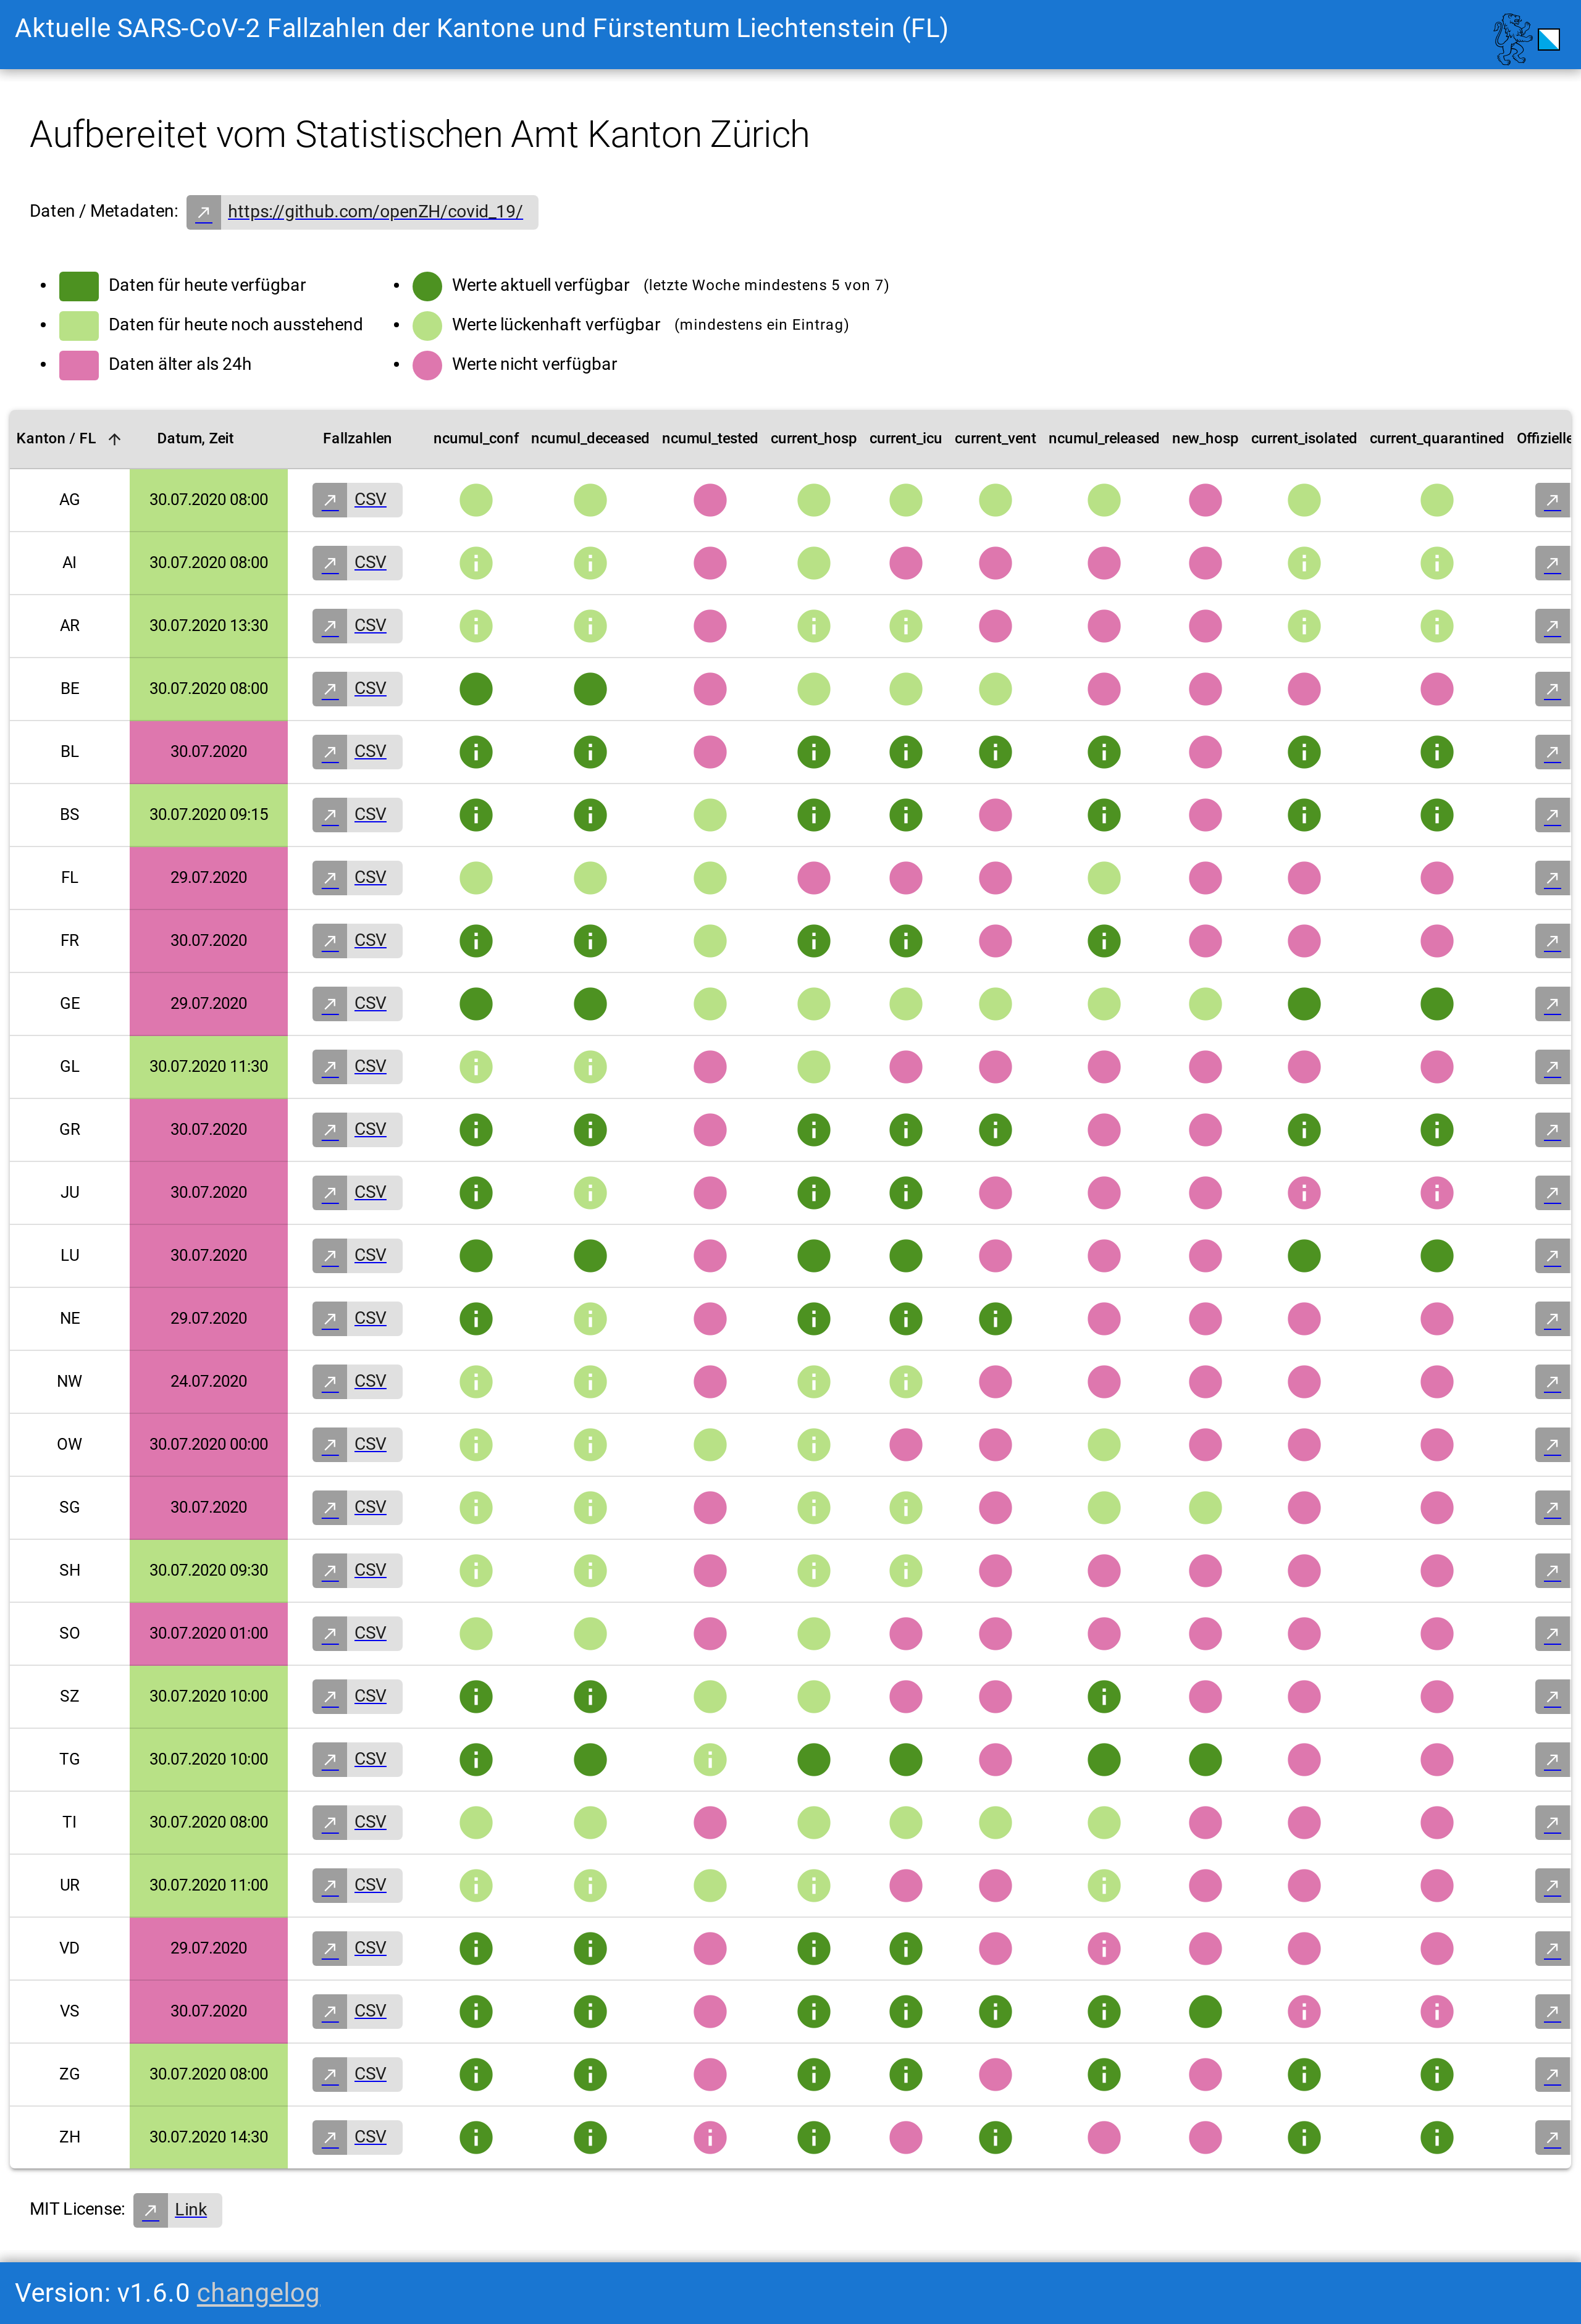 Aktuelle SARS-CoV-2 Fallzahlen der Kantone und Fürstentum Liechtenstein (FL)
Aufbereitet vom Statistischen Amt Kanton Zürich
Daten / Metadaten: https://github.com/openZH/covid_19/
Daten für heute verfügbar
Daten für heute noch ausstehend
Daten älter als 24h
Werte aktuell verfügbar (letzte Woche mindestens 5 von 7)
Werte lückenhaft verfügbar (mindestens ein Eintrag)
Werte nicht verfügbar
Kanton / FL Datum, Zeit Fallzahlen ncumul_conf ncumul_deceased ncumul_tested current_hosp current_icu current_vent ncumul_released new_hosp current_isolated current_quarantined Offizielle
AG 30.07.2020 08:00 CSV
AI 30.07.2020 08:00 CSV
AR 30.07.2020 13:30 CSV
BE 30.07.2020 08:00 CSV
BL 30.07.2020 CSV
BS 30.07.2020 09:15 CSV
FL 29.07.2020 CSV
FR 30.07.2020 CSV
GE 29.07.2020 CSV
GL 30.07.2020 11:30 CSV
GR 30.07.2020 CSV
JU 30.07.2020 CSV
LU 30.07.2020 CSV
NE 29.07.2020 CSV
NW 24.07.2020 CSV
OW 30.07.2020 00:00 CSV
SG 30.07.2020 CSV
SH 30.07.2020 09:30 CSV
SO 30.07.2020 01:00 CSV
SZ 30.07.2020 10:00 CSV
TG 30.07.2020 10:00 CSV
TI 30.07.2020 08:00 CSV
UR 30.07.2020 11:00 CSV
VD 29.07.2020 CSV
VS 30.07.2020 CSV
ZG 30.07.2020 08:00 CSV
ZH 30.07.2020 14:30 CSV
MIT License: Link
Version: v1.6.0 changelog